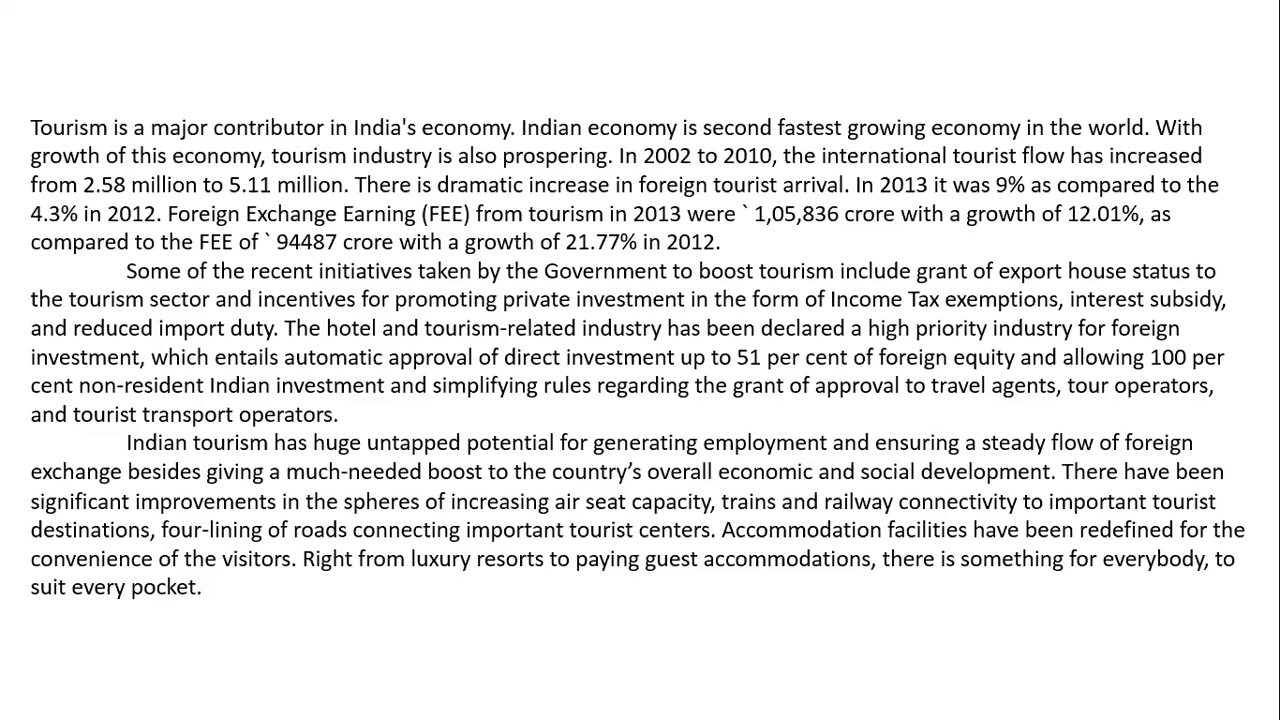 Tourism is a major contributor in India's economy. Indian economy is second fastest growing economy in the world. With
growth of this economy, tourism industry is also prospering. In 2002 to 2010, the international tourist flow has increased
from 2.58 million to 5.11 million. There is dramatic increase in foreign tourist arrival. In 2013 it was 9% as compared to the
4.3% in 2012. Foreign Exchange Earning (FEE) from tourism in 2013 were ` 1,05,836 crore with a growth of 12.01%, as
compared to the FEE of ` 94487 crore with a growth of 21.77% in 2012.
Some of the recent initiatives taken by the Government to boost tourism include grant of export house status to
the tourism sector and incentives for promoting private investment in the form of Income Tax exemptions, interest subsidy,
and reduced import duty. The hotel and tourism-related industry has been declared a high priority industry for foreign
investment, which entails automatic approval of direct investment up to 51 per cent of foreign equity and allowing 100 per
cent non-resident Indian investment and simplifying rules regarding the grant of approval to travel agents, tour operators,
and tourist transport operators.
Indian tourism has huge untapped potential for generating employment and ensuring a steady flow of foreign
exchange besides giving a much-needed boost to the country’s overall economic and social development. There have been
significant improvements in the spheres of increasing air seat capacity, trains and railway connectivity to important tourist
destinations, four-lining of roads connecting important tourist centers. Accommodation facilities have been redefined for the
convenience of the visitors. Right from luxury resorts to paying guest accommodations, there is something for everybody, to
suit every pocket.